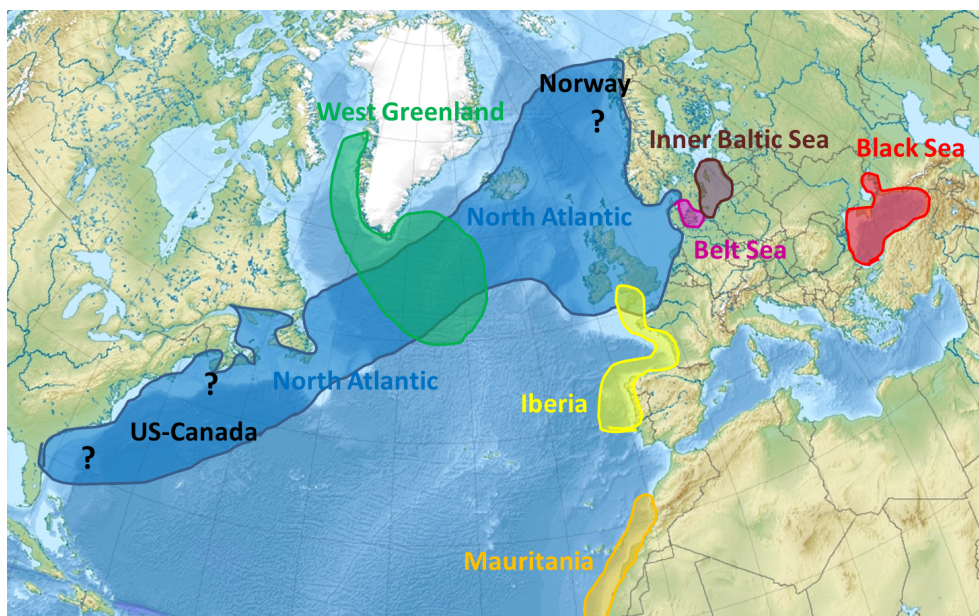 Norway
?
West Greenland
Inner Baltic Sea
Black Sea
North Atlantic
Belt Sea
North Atlantic
?
Iberia
US-Canada
?
Mauritania